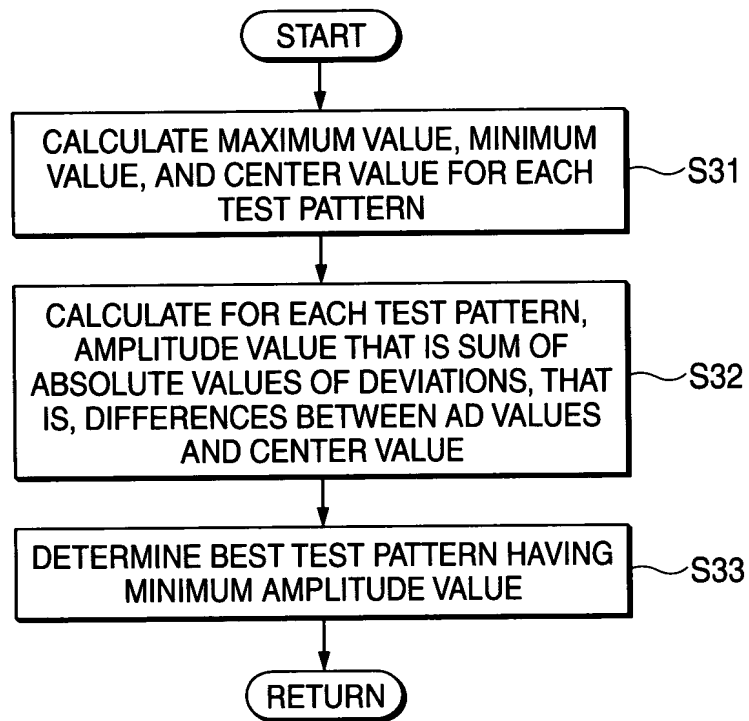 START
CALCULATE MAXIMUM VALUE, MINIMUM
VALUE, AND CENTER VALUE FOR EACH
TEST PATTERN
S31
CALCULATE FOR EACH TEST PATTERN,
AMPLITUDE VALUE THAT IS SUM OF
ABSOLUTE VALUES OF DEVIATIONS, THAT
IS, DIFFERENCES BETWEEN AD VALUES
AND CENTER VALUE
S32
DETERMINE BEST TEST PATTERN HAVING
MINIMUM AMPLITUDE VALUE
S33
RETURN